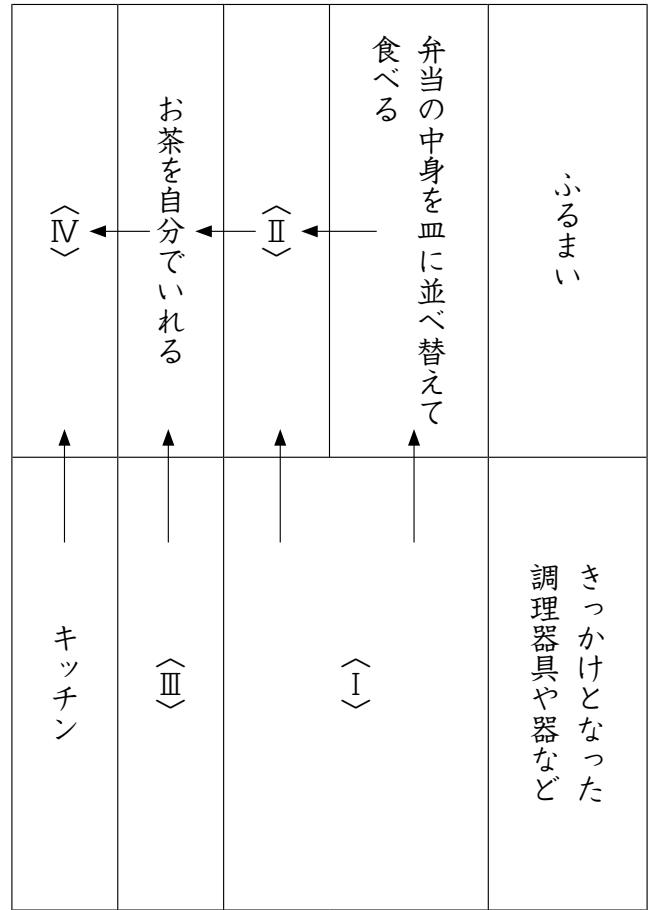 ふるまい
きっかけとなった
調理器具や器など
弁当の中身を皿に並べ替えて
食べる
〈Ⅰ〉
〈Ⅱ〉
お茶を自分でいれる
〈Ⅲ〉
〈Ⅳ〉
キッチン